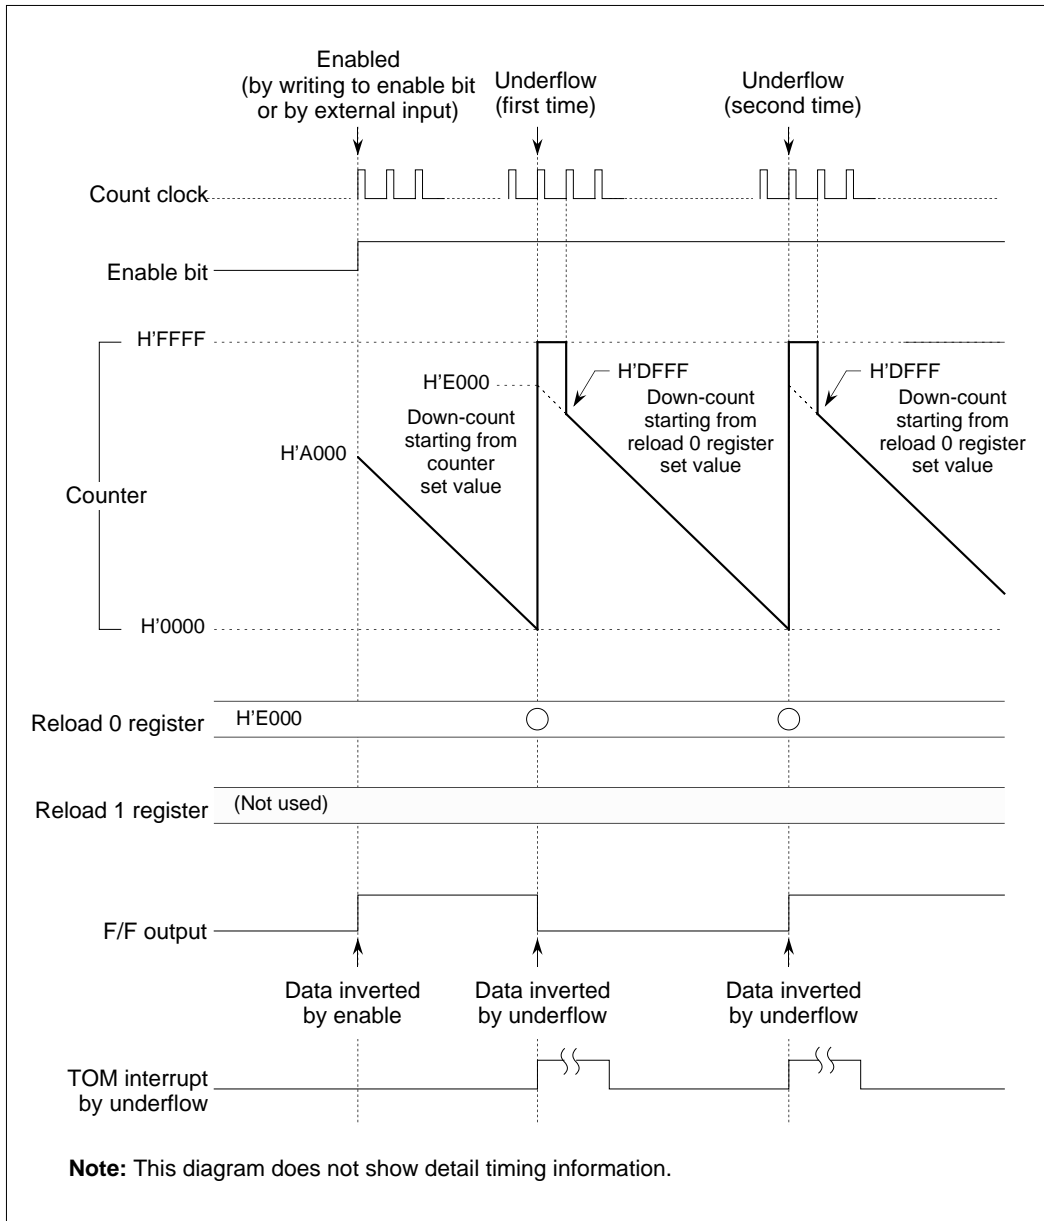 Enabled
(by writing to enable bit
or by external input)
Underflow
(first time)
Underflow
(second time)
Count clock
Enable bit
H'FFFF
H'E000
H'DFFF
H'DFFF
Down-count
starting from
counter
set value
Down-count
starting from
reload 0 register
set value
Down-count
starting from
reload 0 register
set value
H'A000
Counter
H'0000
Reload 0 register
H'E000
Reload 1 register
(Not used)
F/F output
Data inverted
by enable
Data inverted
by underflow
Data inverted
by underflow
TOM interrupt
by underflow
Note: This diagram does not show detail timing information.